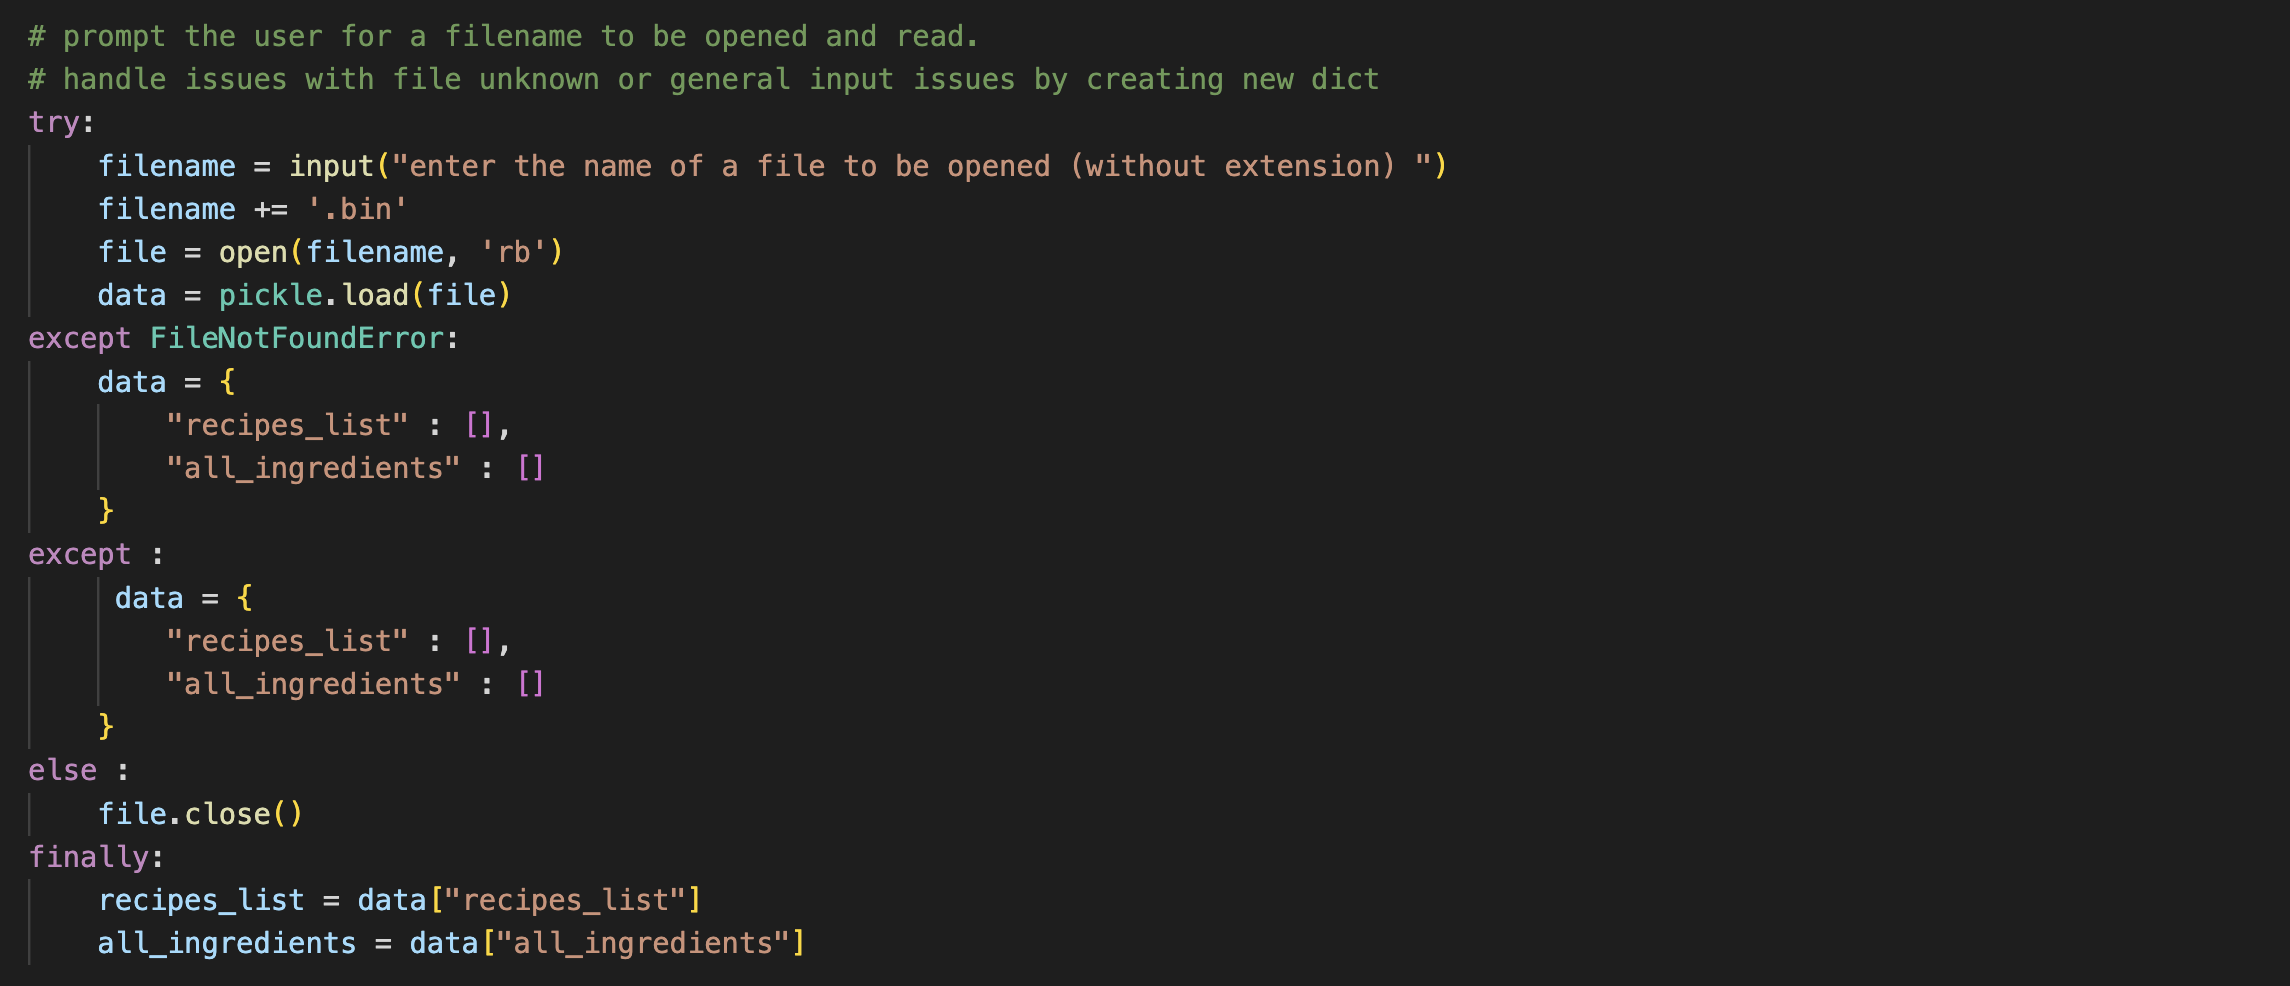 # prompt the user for a filename to be opened and read.
# handle issues with file unknown or general input issues by creating new dict
try:
    filename = input("enter the name of a file to be opened (without extension) ")
    filename += '.bin'
    file = open(filename, 'rb')
    data = pickle.load(file)
except FileNotFoundError:
    data = {
        "recipes_list" : [],
        "all_ingredients" : []
    }
except :
     data = {
        "recipes_list" : [],
        "all_ingredients" : []
    }
else :
    file.close()
finally:
    recipes_list = data["recipes_list"]
    all_ingredients = data["all_ingredients"]